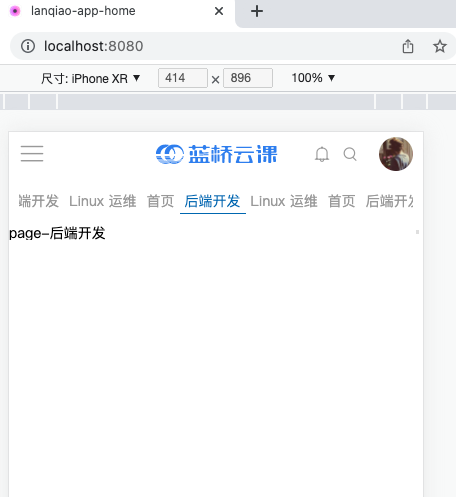 lanqiao-app-home
localhost:8080
尺寸: iPhone XR ▼ 414 × 896 100% ▼
蓝桥云课
端开发 Linux 运维 首页 后端开发 Linux 运维 首页 后端开发
page-后端开发